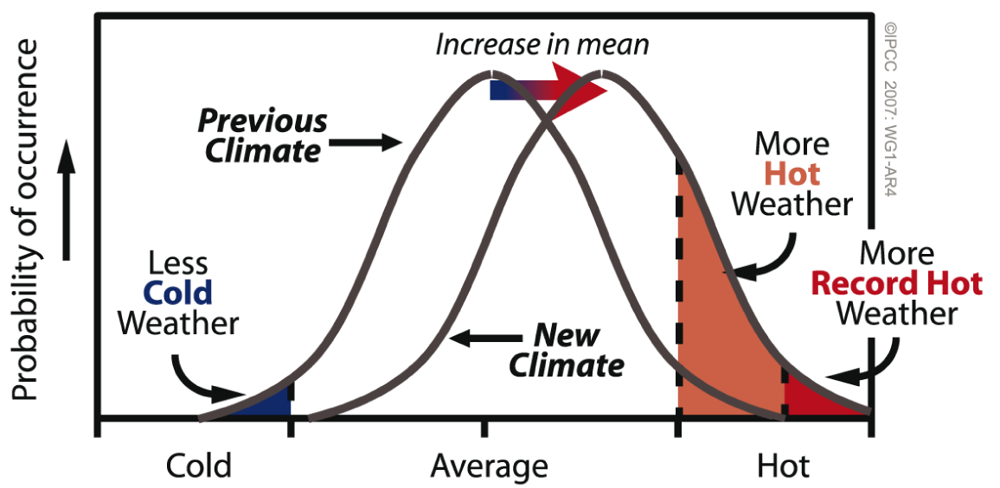 Increase in mean
Previous
Climate
Probability of occurrence
Less
Cold
Weather
New
Climate
More
Hot
Weather
More
Record Hot
Weather
©IPCC 2007: WG1-AR4
Cold
Average
Hot